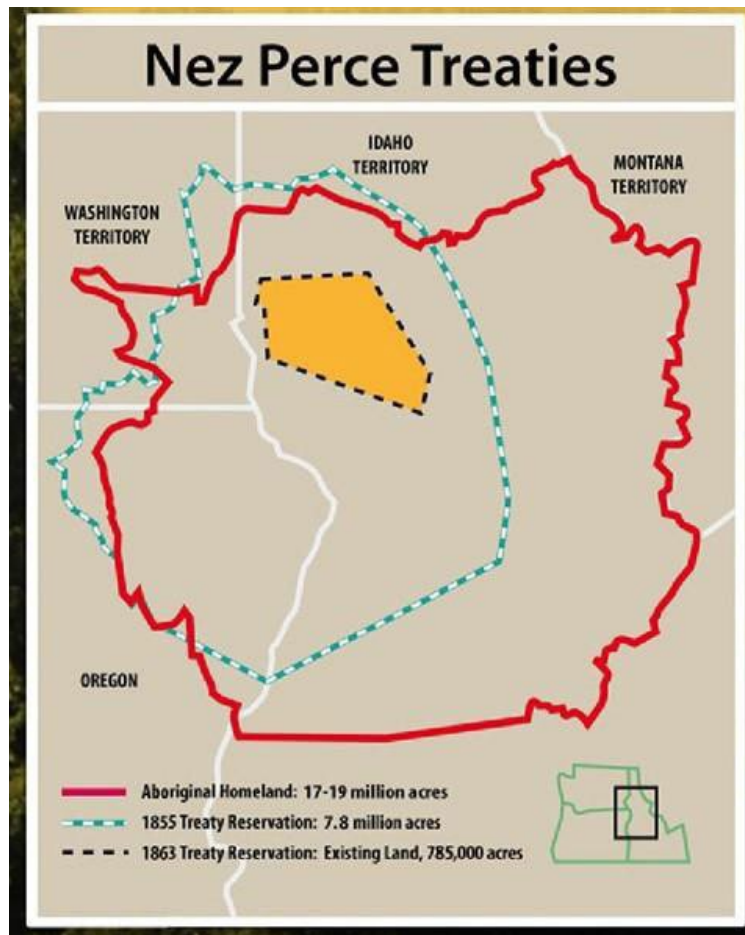 Nez Perce Treaties
IDAHO
TERRITORY
MONTANA
TERRITORY
WASHINGTON
TERRITORY
OREGON
Aboriginal Homeland: 17-19 million acres
1855 Treaty Reservation: 7.8 million acres
1863 Treaty Reservation: Existing Land, 785,000 acres